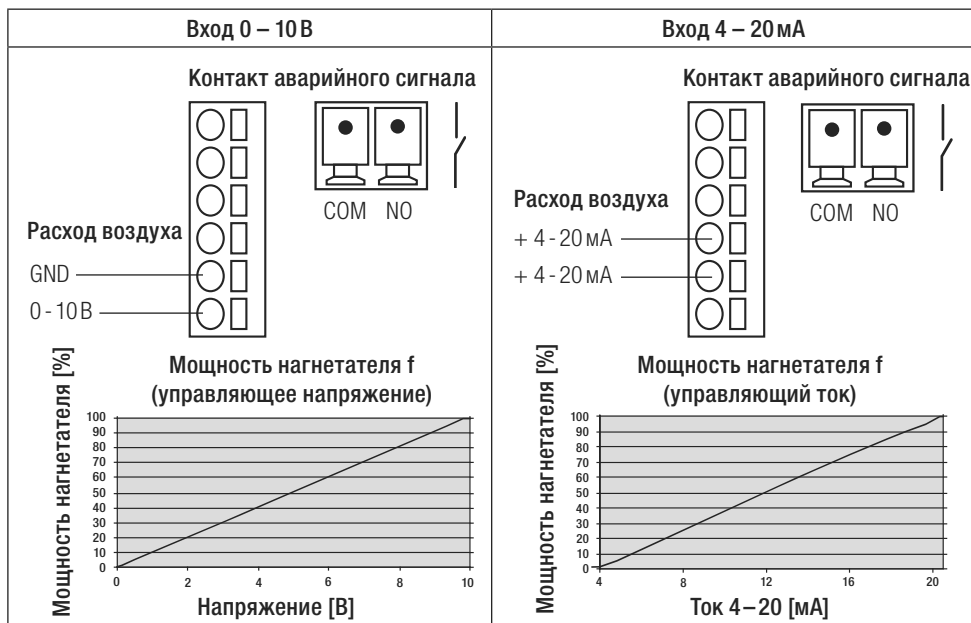 Вход 0 – 10 В
Контакт аварийного сигнала
COM NO
Расход воздуха
GND
0 - 10 В
Мощность нагнетателя f
(управляющее напряжение)
Мощность нагнетателя [%]
100
90
80
70
60
50
40
30
20
10
0
0 2 4 6 8 10
Напряжение [В]
Вход 4 – 20 мА
Контакт аварийного сигнала
COM NO
Расход воздуха
+ 4 - 20 мА
+ 4 - 20 мА
Мощность нагнетателя f
(управляющий ток)
Мощность нагнетателя [%]
100
90
80
70
60
50
40
30
20
10
0
4 8 12 16 20
Ток 4 – 20 [мА]